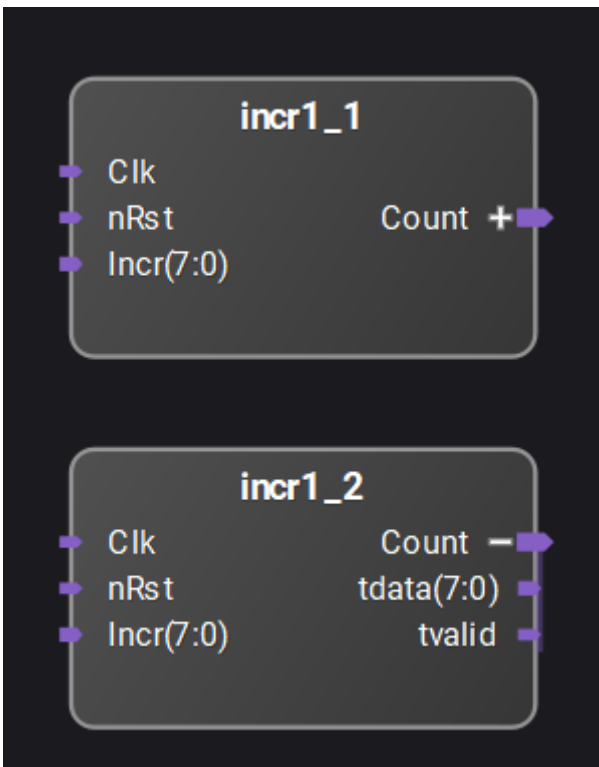 incr1_1
Clk
nRst Count +
Incr(7:0)
incr1_2
Clk Count −
nRst tdata(7:0)
Incr(7:0) tvalid